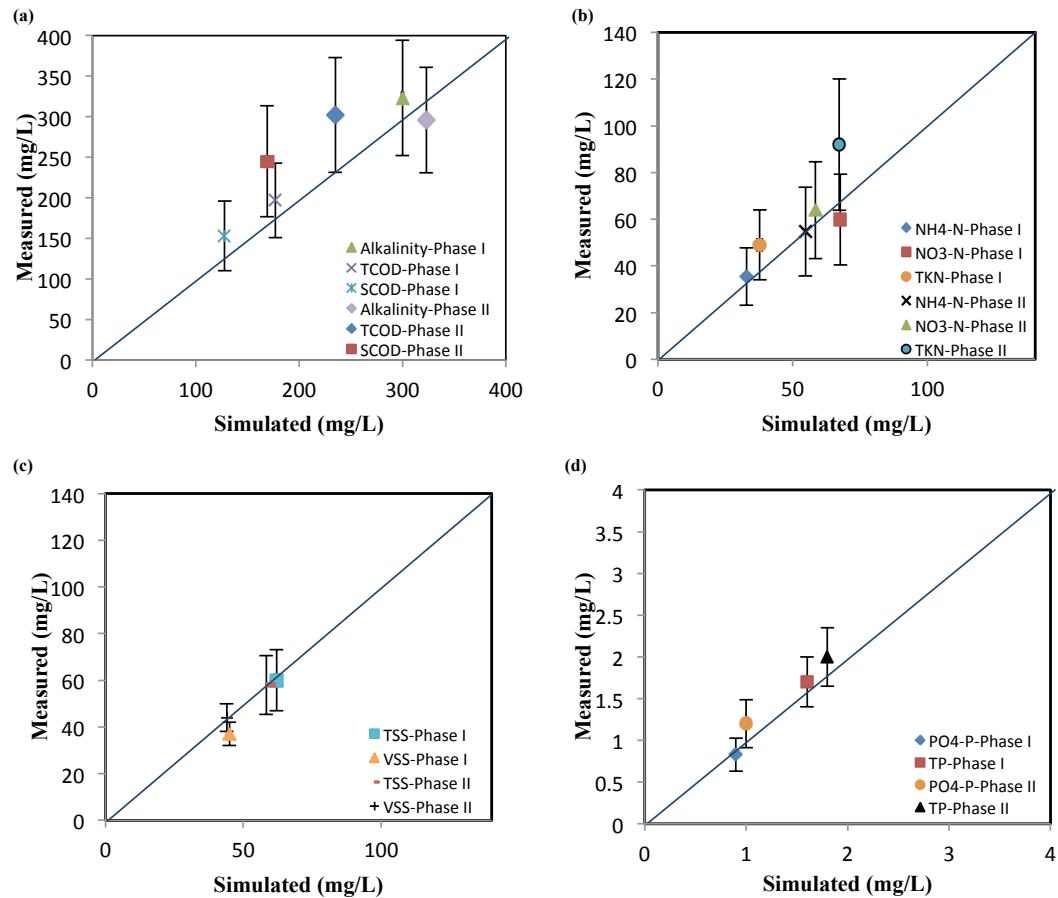 (a)
400
350
300
250
200
150
100
50
0
Measured (mg/L)
Alkalinity-Phase I
TCOD-Phase I
SCOD-Phase I
Alkalinity-Phase II
TCOD-Phase II
SCOD-Phase II
0 100 200 300 400
Simulated (mg/L)
(b)
140
120
100
80
60
40
20
0
Measured (mg/L)
NH4-N-Phase I
NO3-N-Phase I
TKN-Phase I
NH4-N-Phase II
NO3-N-Phase II
TKN-Phase II
0 50 100
Simulated (mg/L)
(c)
140
120
100
80
60
40
20
0
Measured (mg/L)
TSS-Phase I
VSS-Phase I
TSS-Phase II
VSS-Phase II
0 50 100
Simulated (mg/L)
(d)
4
3.5
3
2.5
2
1.5
1
0.5
0
Measured (mg/L)
PO4-P-Phase I
TP-Phase I
PO4-P-Phase II
TP-Phase II
0 1 2 3 4
Simulated (mg/L)